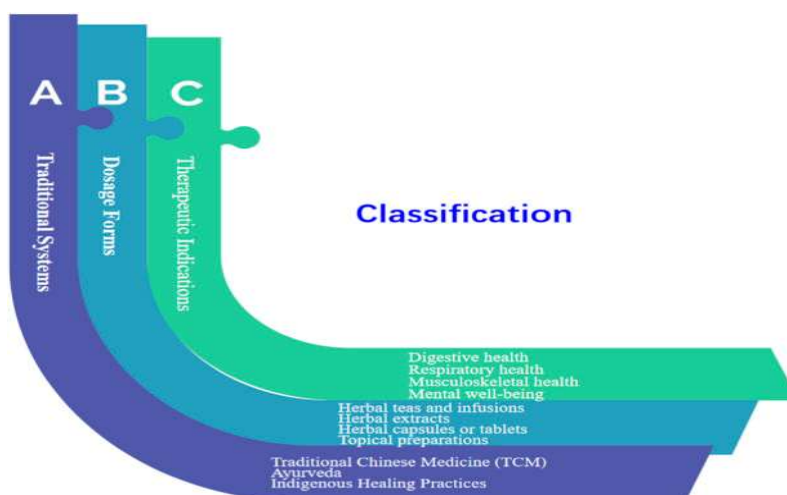 A B C
Traditional Systems
Dosage Forms
Therapeutic Indications
Classification
Digestive health
Respiratory health
Musculoskeletal health
Mental well-being
Herbal teas and infusions
Herbal extracts
Herbal capsules or tablets
Topical preparations
Traditional Chinese Medicine (TCM)
Ayurveda
Indigenous Healing Practices